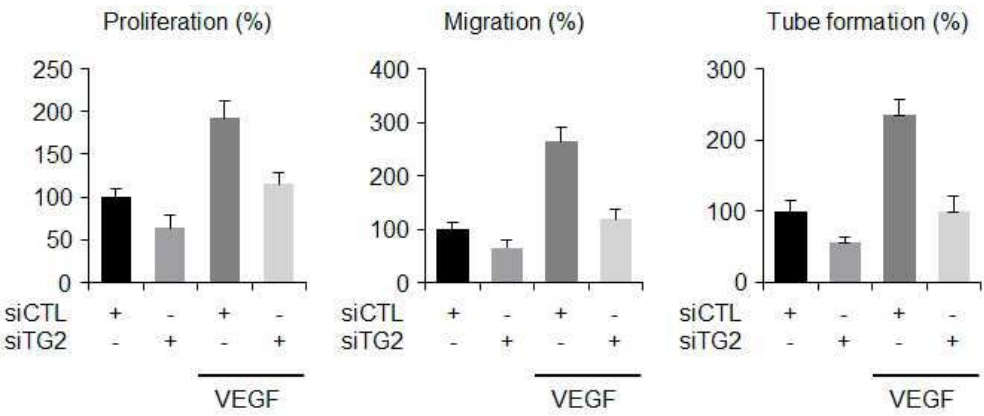 Proliferation (%)
250
200
150
100
50
0
siCTL + - + -
siTG2 - + - +
VEGF
Migration (%)
400
300
200
100
0
siCTL + - + -
siTG2 - + - +
VEGF
Tube formation (%)
300
200
100
0
siCTL + - + -
siTG2 - + - +
VEGF